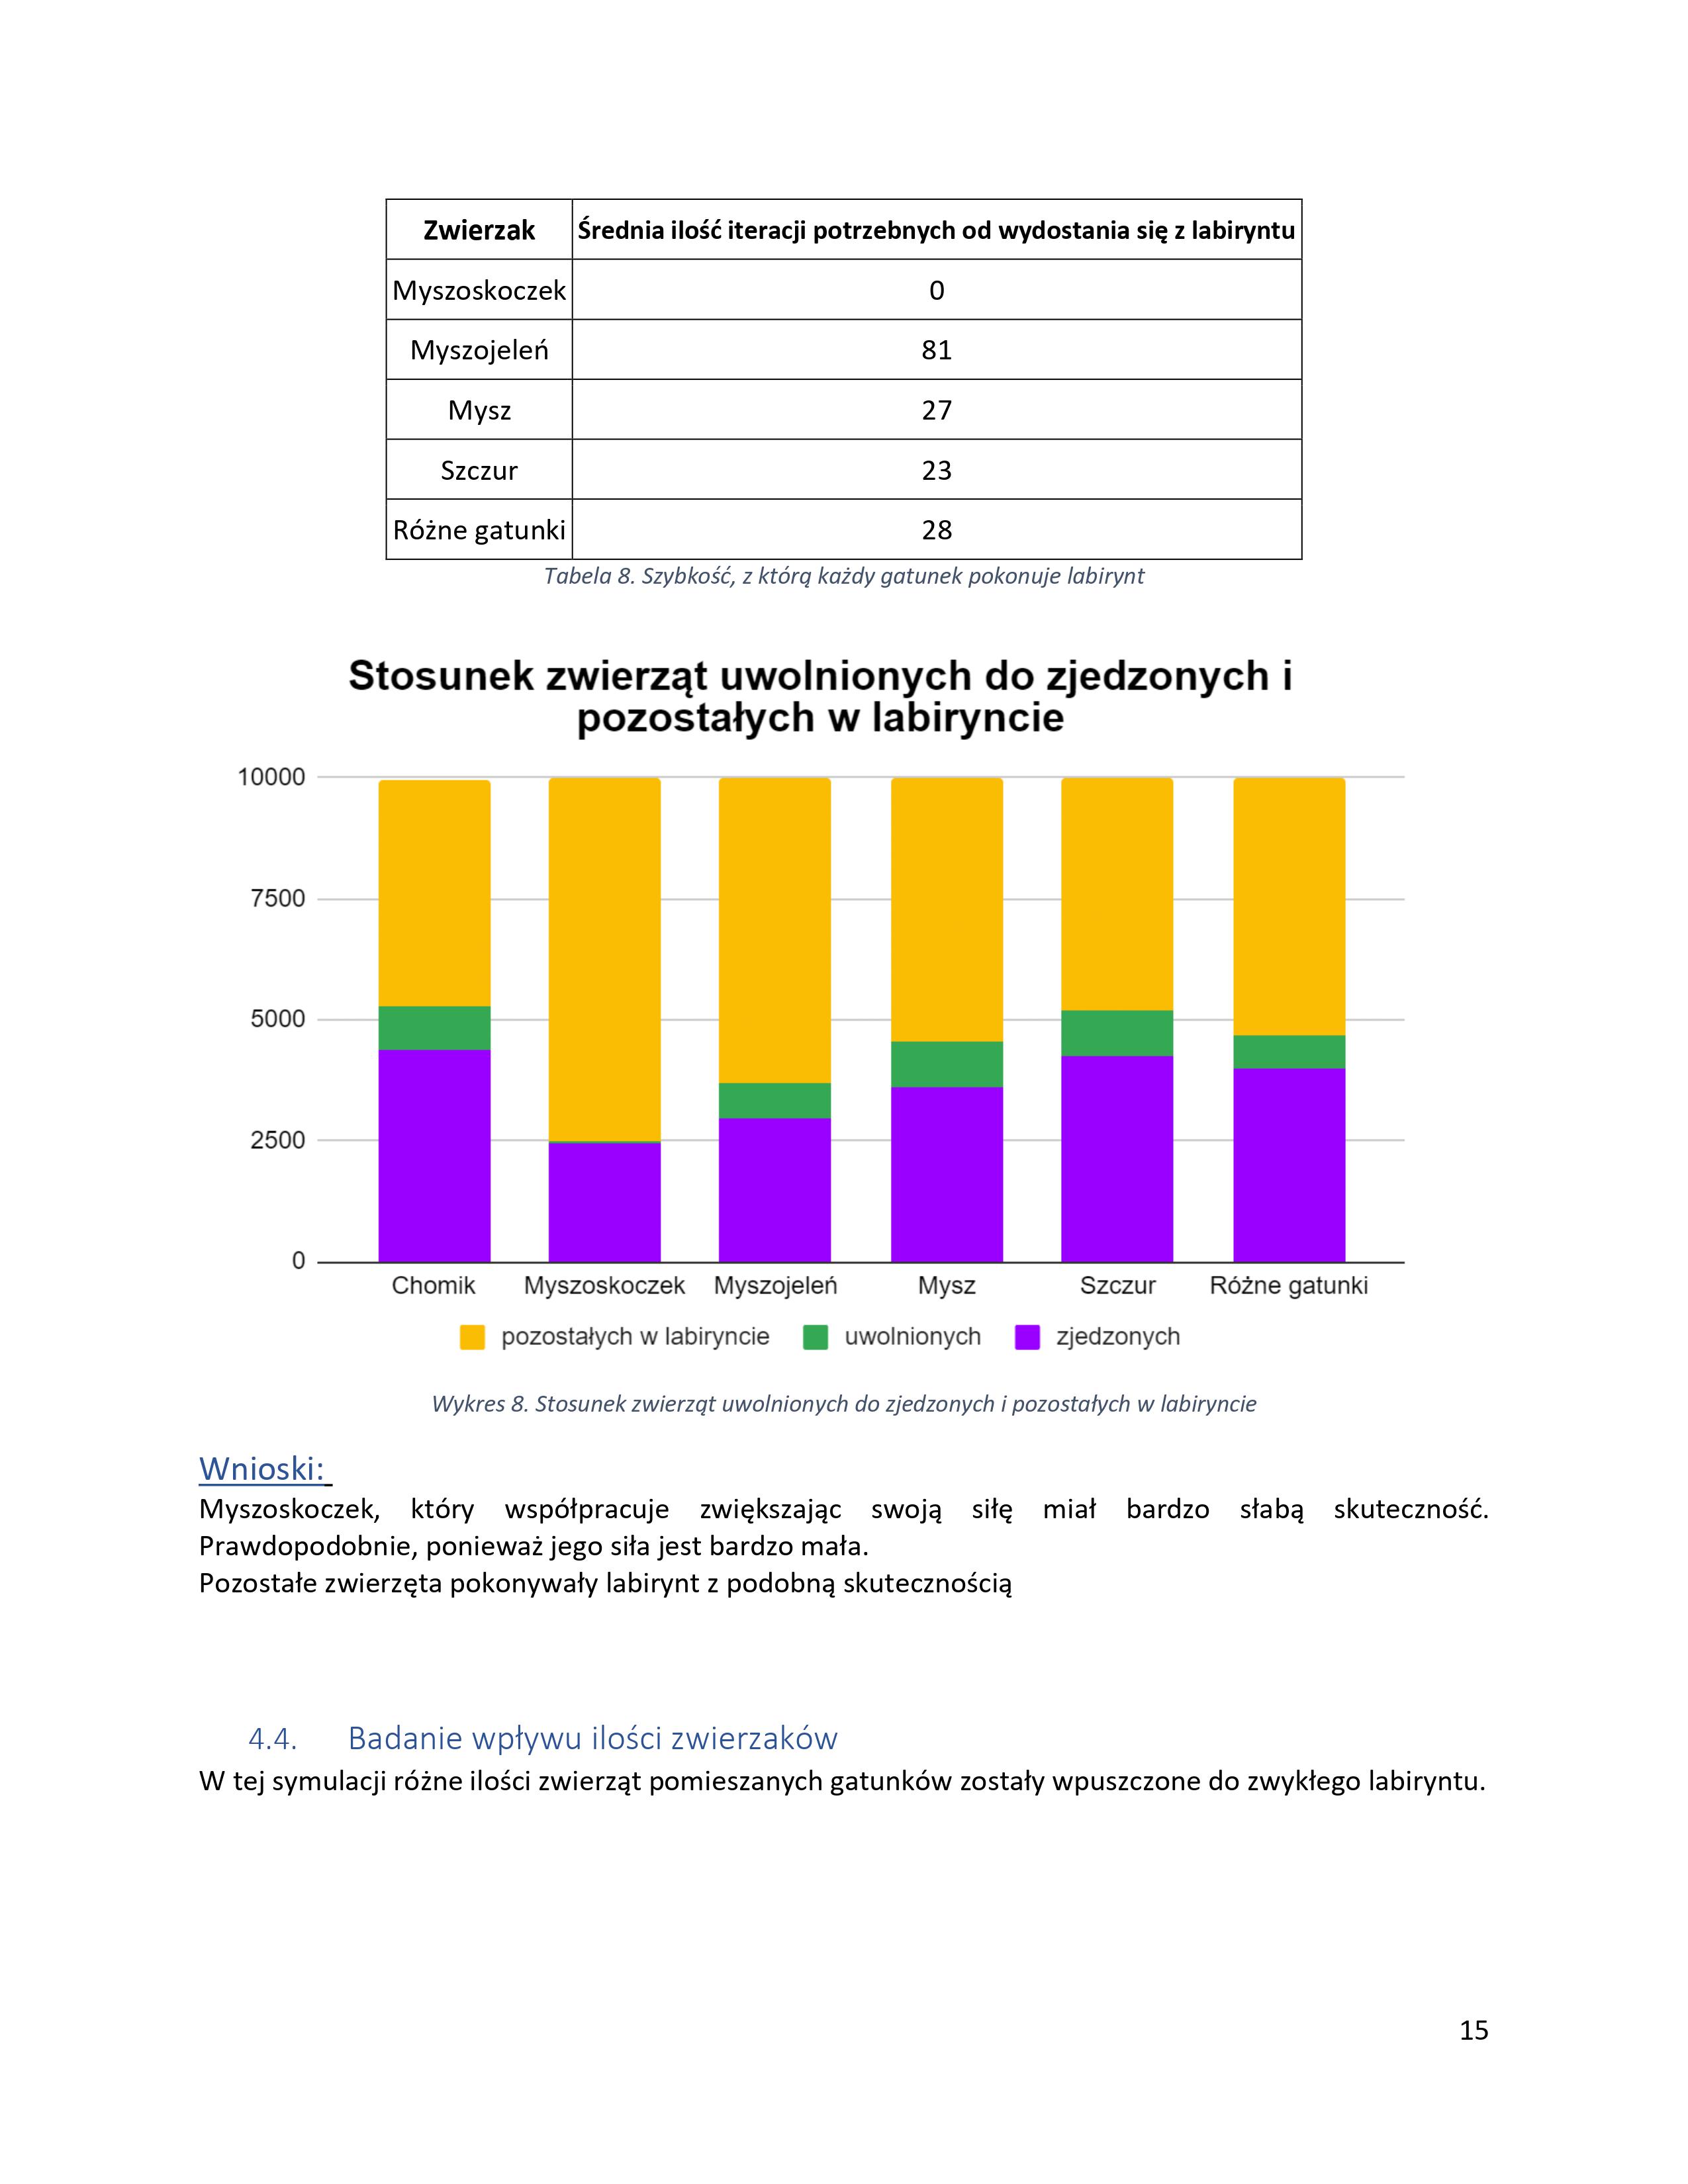 Zwierzak Średnia ilość iteracji potrzebnych od wydostania się z labiryntu
Myszoskoczek 0
Myszojeleń 81
Mysz 27
Szczur 23
Różne gatunki 28
Tabela 8. Szybkość, z którą każdy gatunek pokonuje labirynt
Stosunek zwierząt uwolnionych do zjedzonych i
pozostałych w labiryncie
10000
7500
5000
2500
0
Chomik Myszoskoczek Myszojeleń Mysz Szczur Różne gatunki
pozostałych w labiryncie uwolnionych zjedzonych
Wykres 8. Stosunek zwierząt uwolnionych do zjedzonych i pozostałych w labiryncie
Wnioski:
Myszoskoczek, który współpracuje zwiększając swoją siłę miał bardzo słabą skuteczność.
Prawdopodobnie, ponieważ jego siła jest bardzo mała.
Pozostałe zwierzęta pokonywały labirynt z podobną skutecznością
4.4. Badanie wpływu ilości zwierzaków
W tej symulacji różne ilości zwierząt pomieszanych gatunków zostały wpuszczone do zwykłego labiryntu.
15